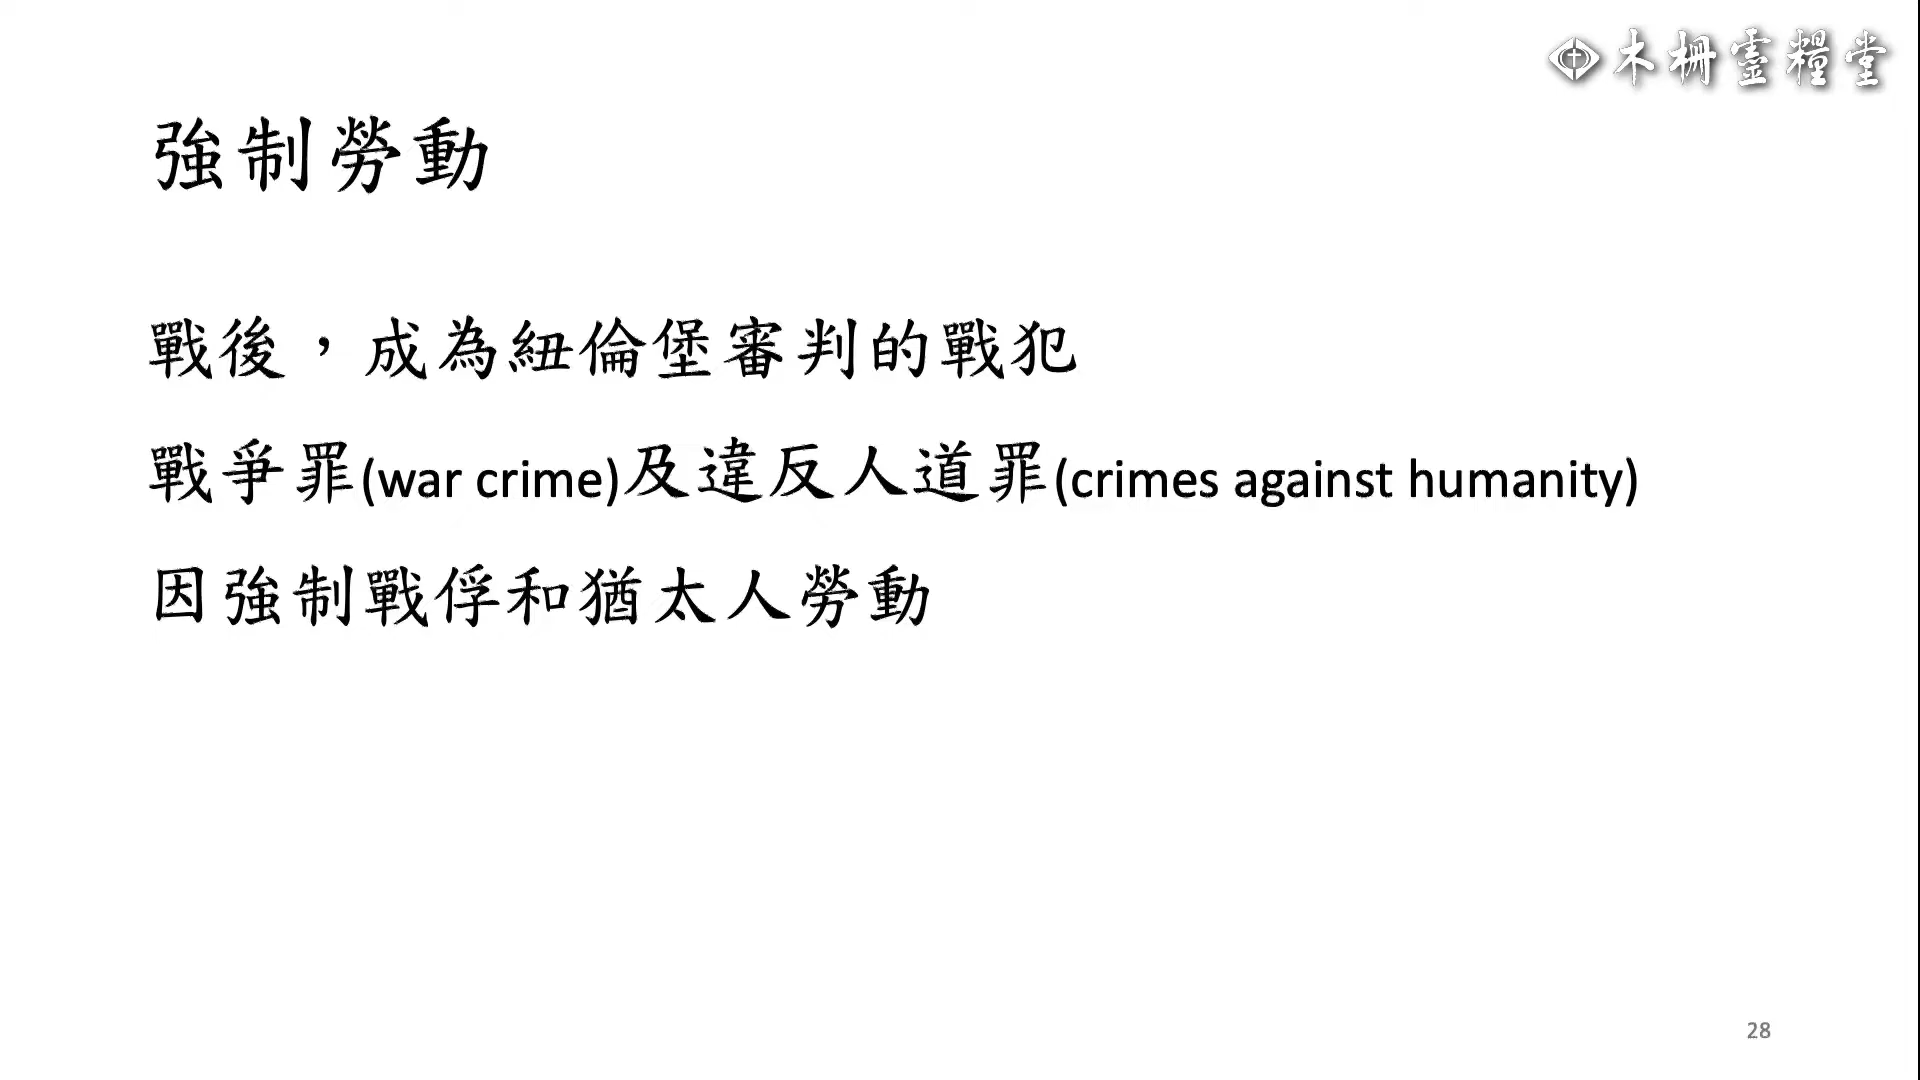 木柵靈糧堂
強制勞動
戰後，成為紐倫堡審判的戰犯
戰爭罪(war crime)及違反人道罪(crimes against humanity)
因強制戰俘和猶太人勞動
28